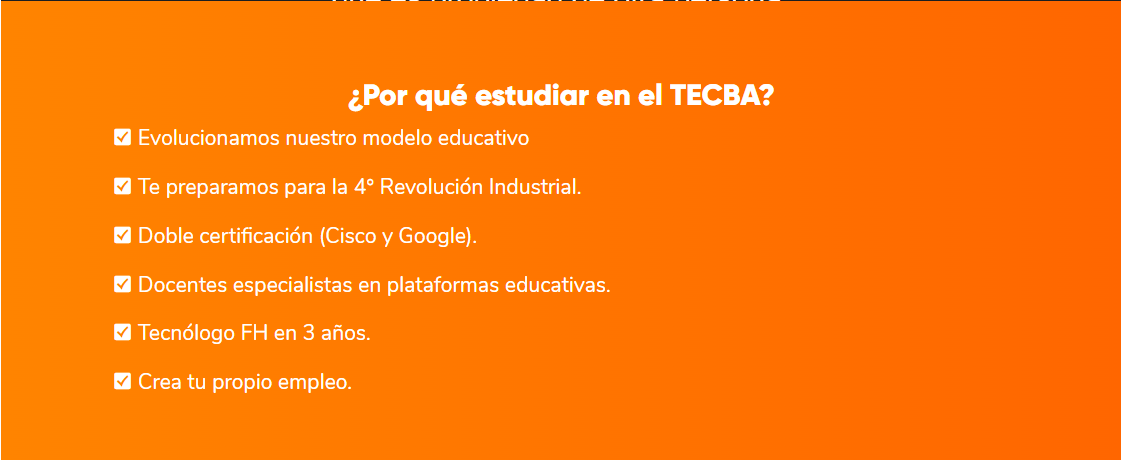 ¿Por qué estudiar en el TECBA?
Evolucionamos nuestro modelo educativo
Te preparamos para la 4° Revolución Industrial.
Doble certificación (Cisco y Google).
Docentes especialistas en plataformas educativas.
Tecnólogo FH en 3 años.
Crea tu propio empleo.